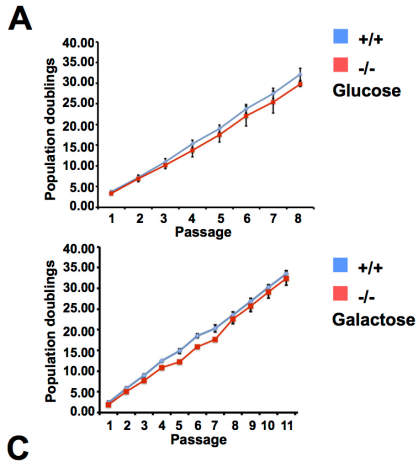 A
+/+
-/-
Glucose
Population doublings
40.00
35.00
30.00
25.00
20.00
15.00
10.00
5.00
0.00
1 2 3 4 5 6 7 8
Passage
+/+
-/-
Galactose
Population doublings
40.00
35.00
30.00
25.00
20.00
15.00
10.00
5.00
0.00
1 2 3 4 5 6 7 8 9 10 11
Passage
C